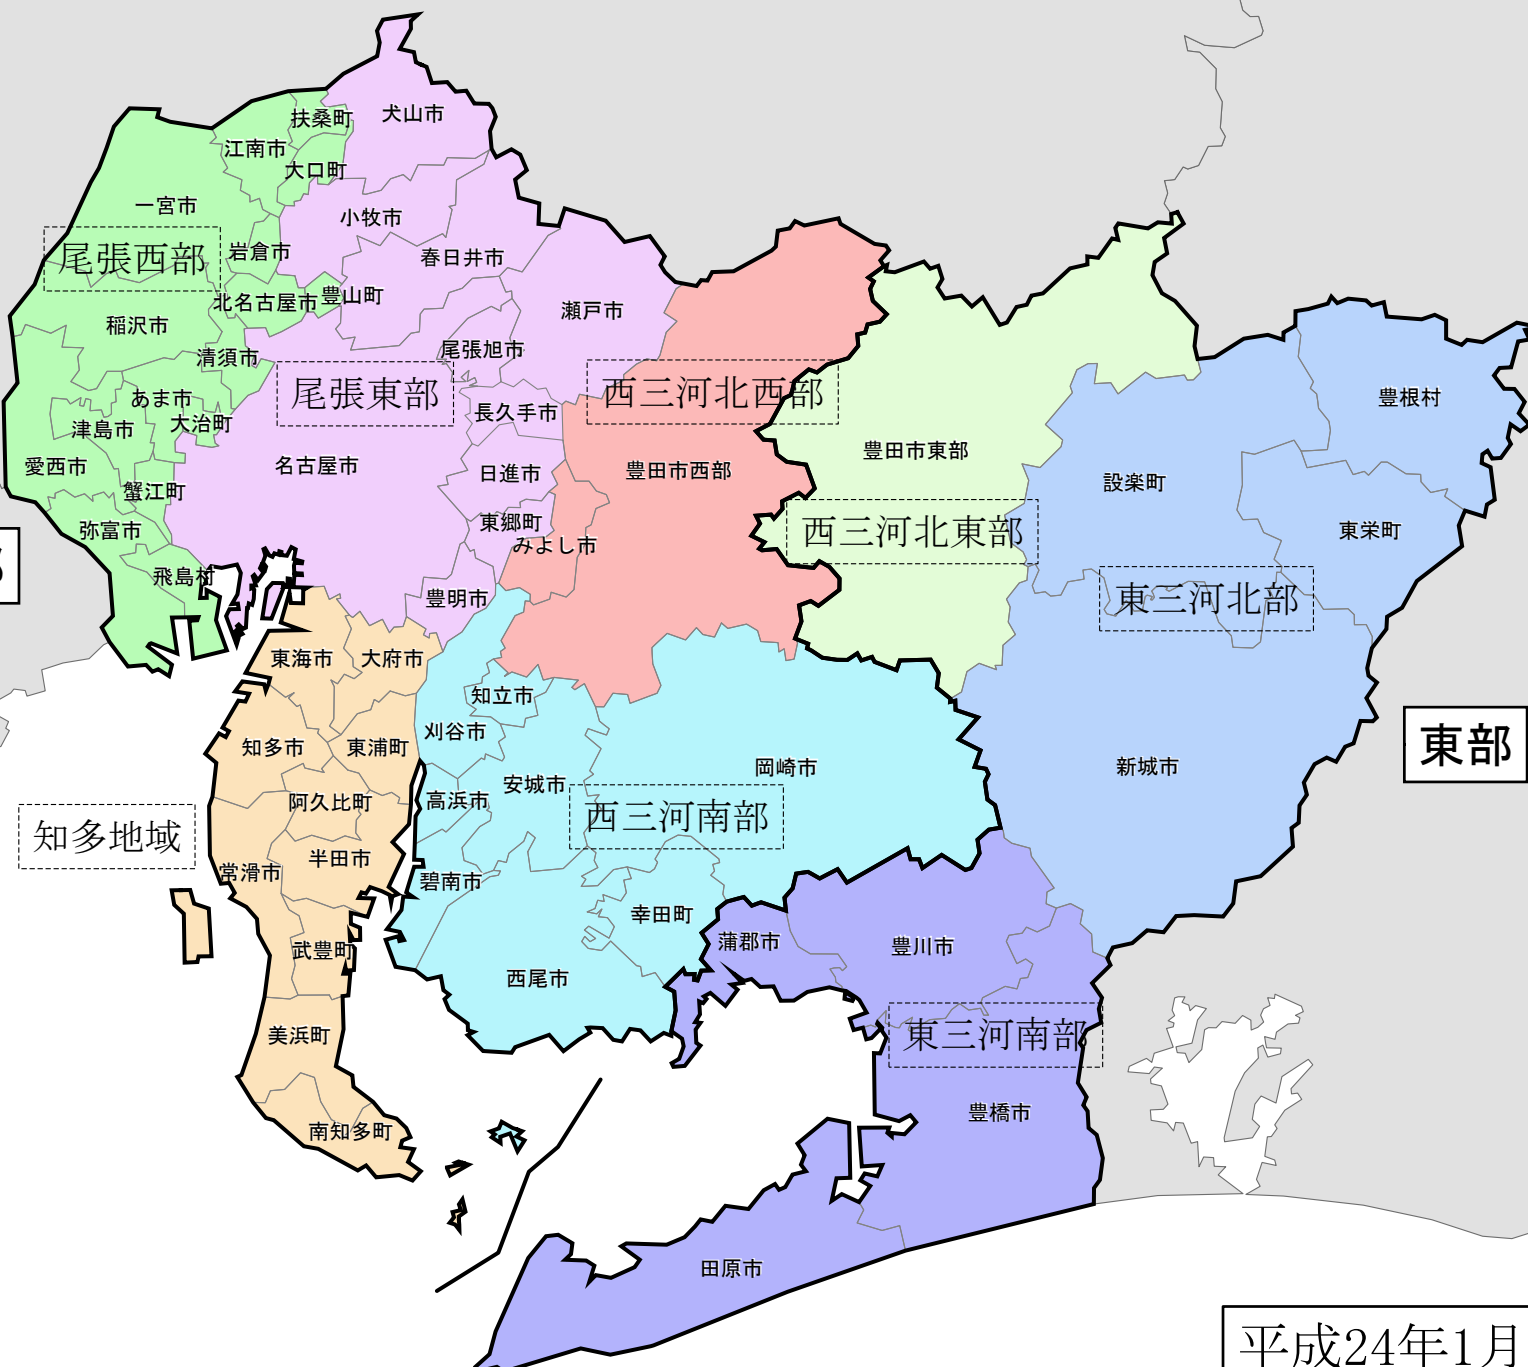 犬山市
扶桑町
江南市
大口町
一宮市
小牧市
尾張西部
岩倉市
春日井市
北名古屋市
豊山町
瀬戸市
稲沢市
清須市
尾張旭市
尾張東部
西三河北西部
あま市
豊根村
長久手市
大治町
津島市
豊田市東部
愛西市
名古屋市
日進市
豊田市西部
設楽町
蟹江町
東郷町
弥富市
西三河北東部
東栄町
みよし市
飛島村
豊明市
東三河北部
東海市
大府市
知立市
刈谷市
知多市
東浦町
東部
岡崎市
新城市
安城市
高浜市
阿久比町
西三河南部
知多地域
半田市
常滑市
碧南市
幸田町
蒲郡市
豊川市
武豊町
西尾市
美浜町
東三河南部
豊橋市
南知多町
田原市
平成24年1月